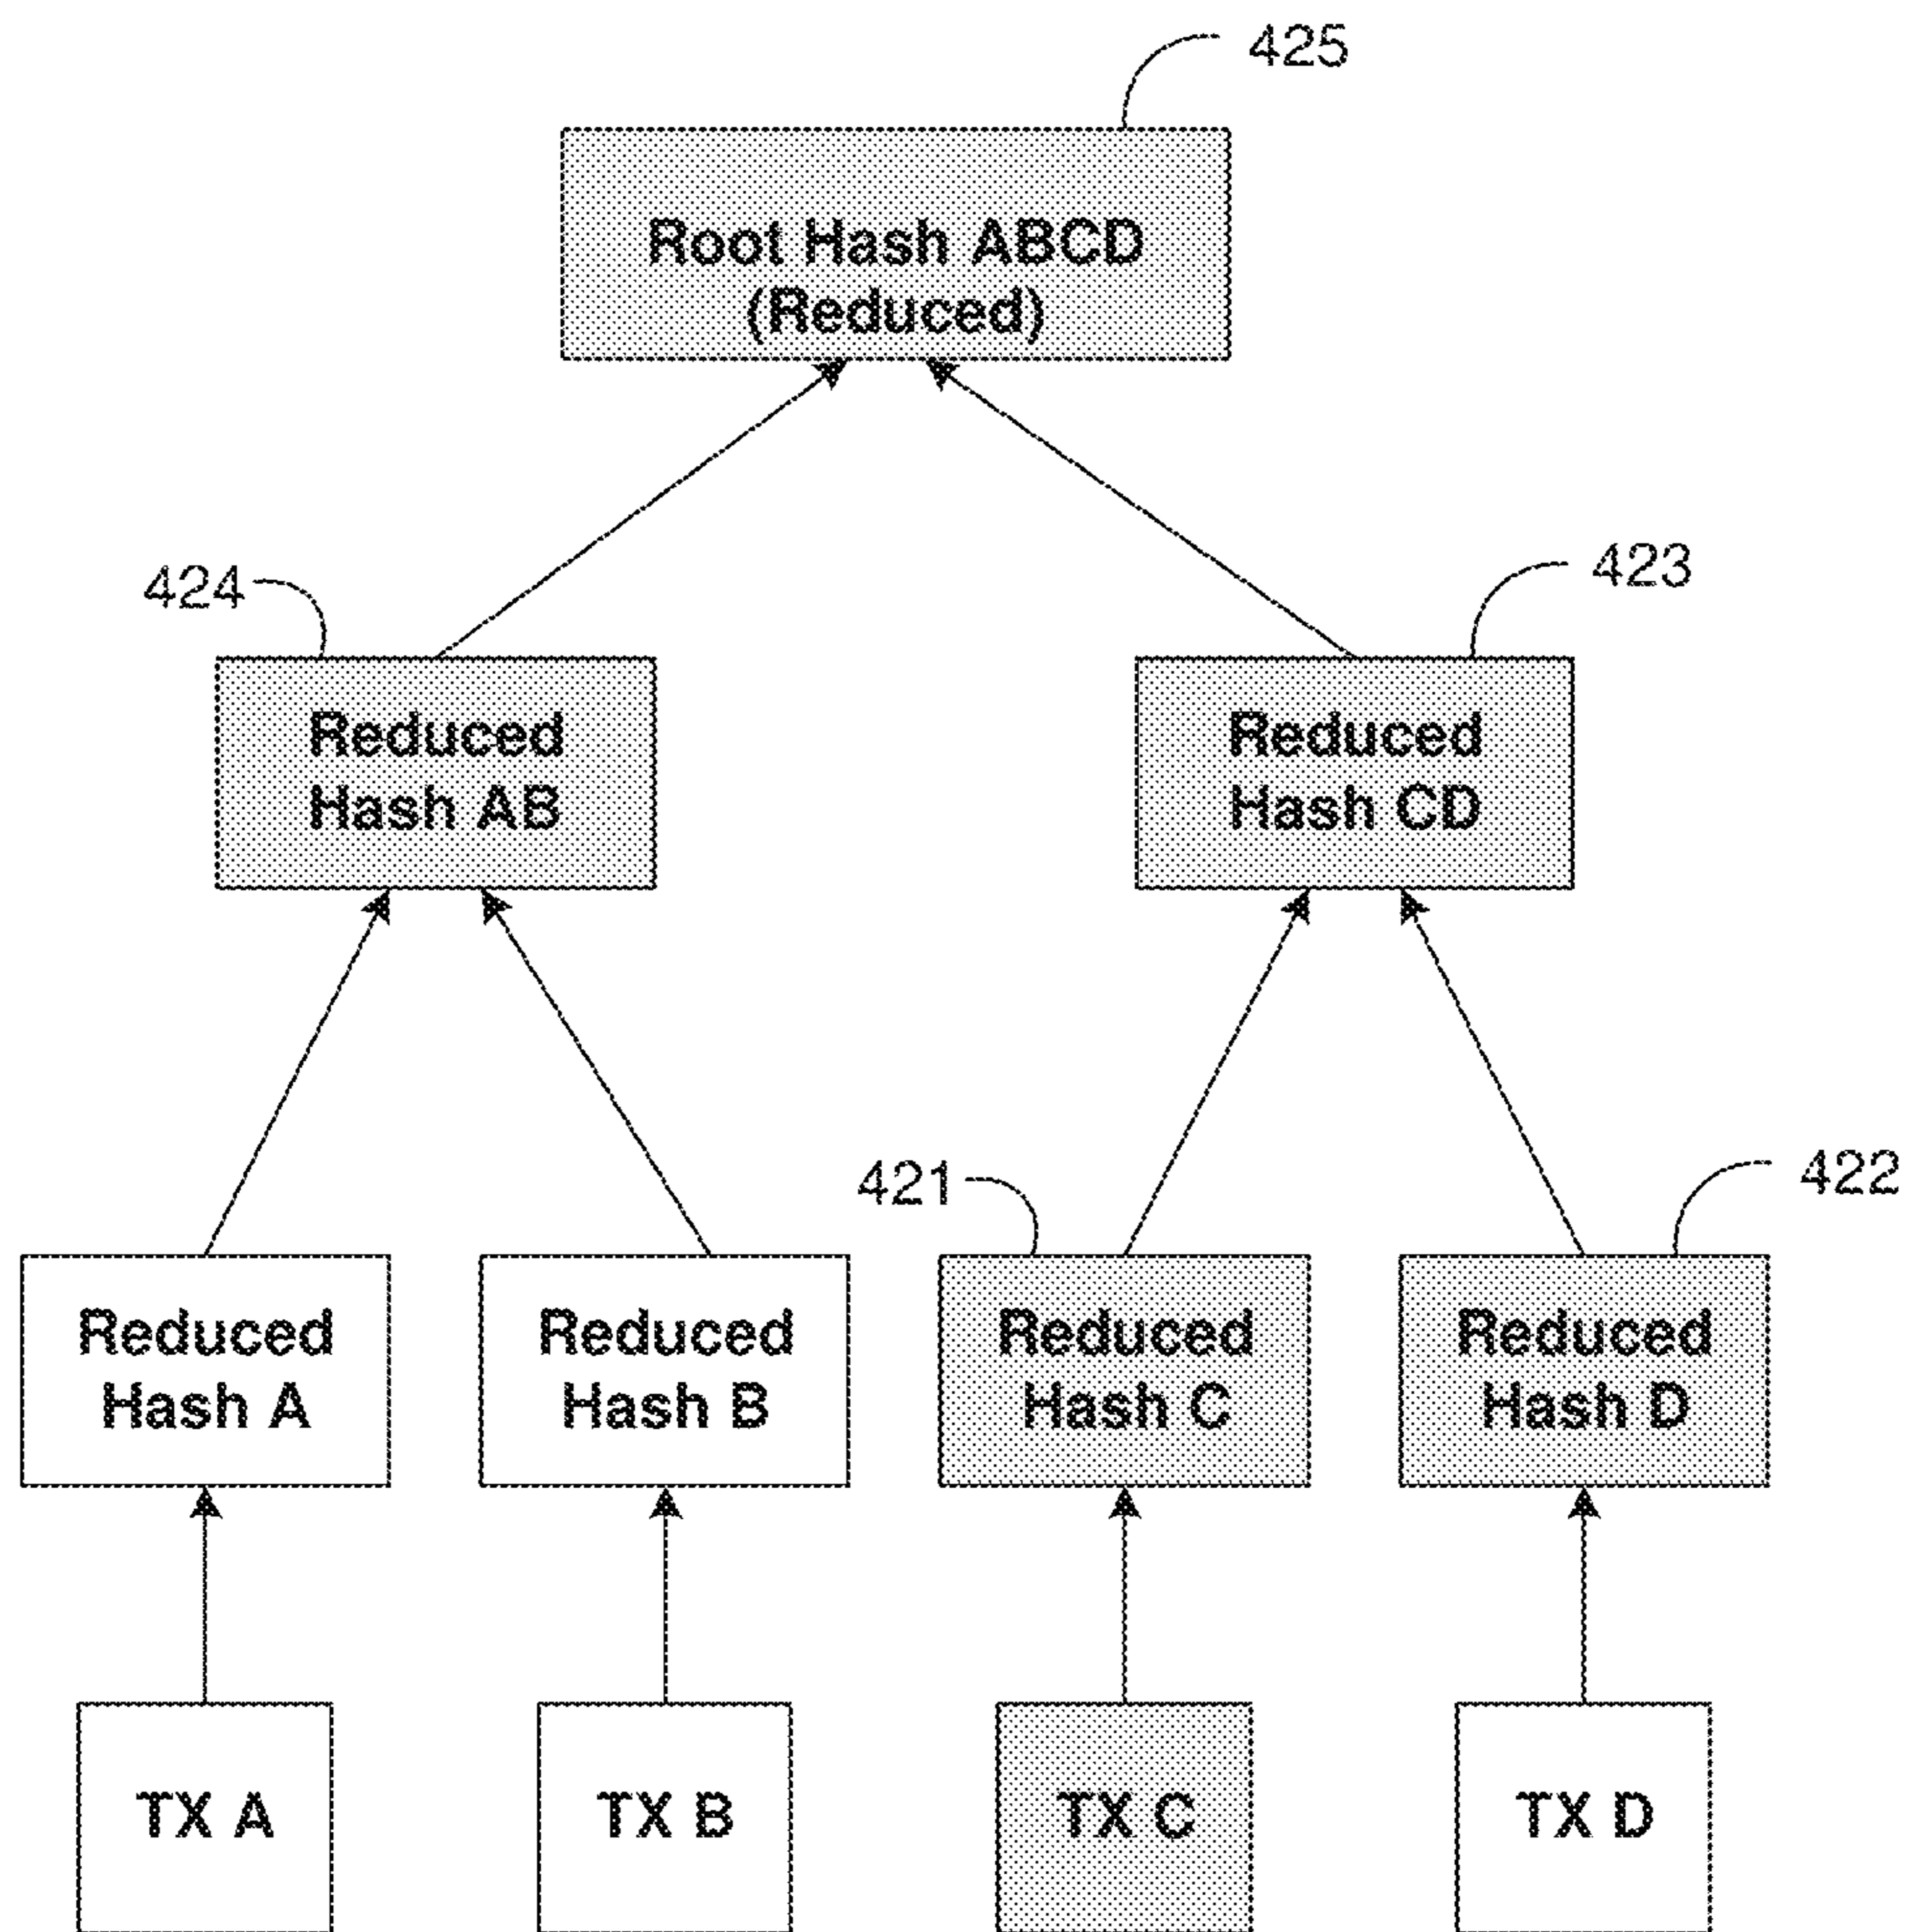 425
Root Hash ABCD
(Reduced)
424
423
Reduced
Hash AB
Reduced
Hash CD
421
422
Reduced
Hash A
Reduced
Hash B
Reduced
Hash C
Reduced
Hash D
TX A
TX B
TX C
TX D